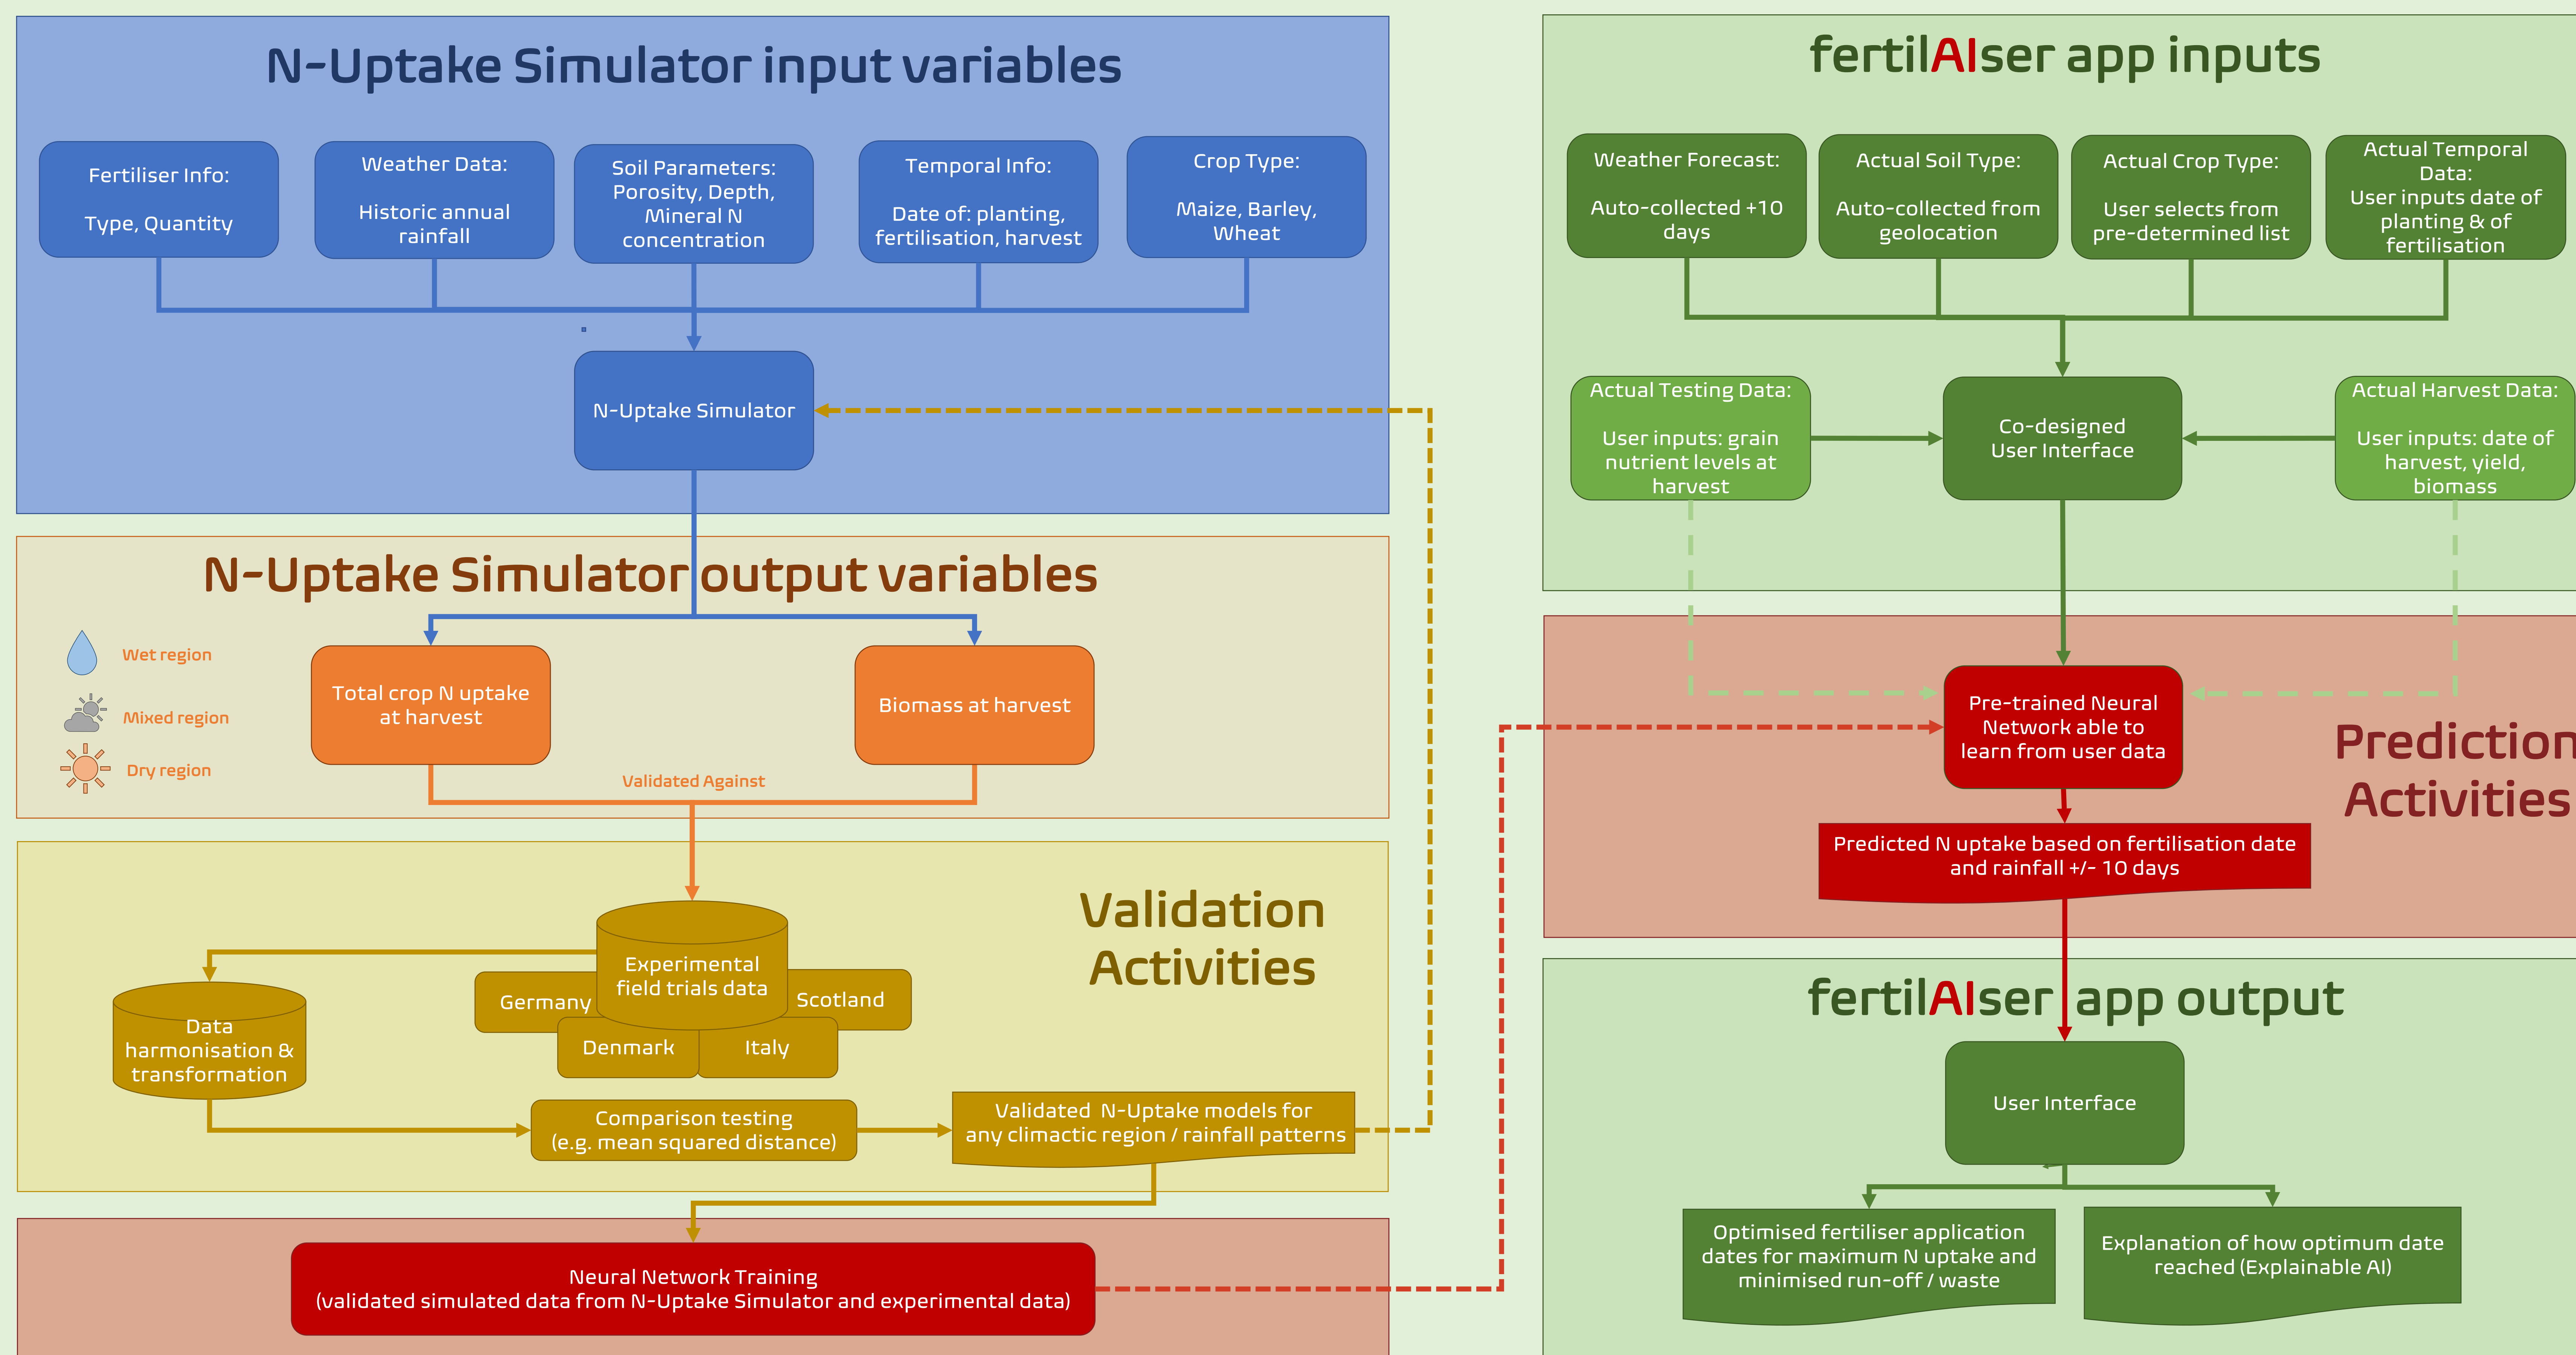 N-Uptake Simulator input variables
Fertiliser Info:
Type, Quantity
Weather Data:
Historic annual
rainfall
Soil Parameters:
Porosity, Depth,
Mineral N
concentration
Temporal Info:
Date of: planting,
fertilisation, harvest
Crop Type:
Maize, Barley,
Wheat
N-Uptake Simulator
N-Uptake Simulator output variables
Wet region
Mixed region
Dry region
Total crop N uptake
at harvest
Biomass at harvest
Validated Against
Validation
Activities
Experimental
field trials data
Germany
Scotland
Denmark
Italy
Data
harmonisation &
transformation
Comparison testing
(e.g. mean squared distance)
Validated N-Uptake models for
any climactic region / rainfall patterns
Neural Network Training
(validated simulated data from N-Uptake Simulator and experimental data)
fertilAIser app inputs
Weather Forecast:
Auto-collected +10
days
Actual Soil Type:
Auto-collected from
geolocation
Actual Crop Type:
User selects from
pre-determined list
Actual Temporal
Data:
User inputs date of
planting & of
fertilisation
Actual Testing Data:
User inputs: grain
nutrient levels at
harvest
Co-designed
User Interface
Actual Harvest Data:
User inputs: date of
harvest, yield,
biomass
Pre-trained Neural
Network able to
learn from user data
Prediction
Activities
Predicted N uptake based on fertilisation date
and rainfall +/- 10 days
fertilAIser app output
User Interface
Optimised fertiliser application
dates for maximum N uptake and
minimised run-off / waste
Explanation of how optimum date
reached (Explainable AI)